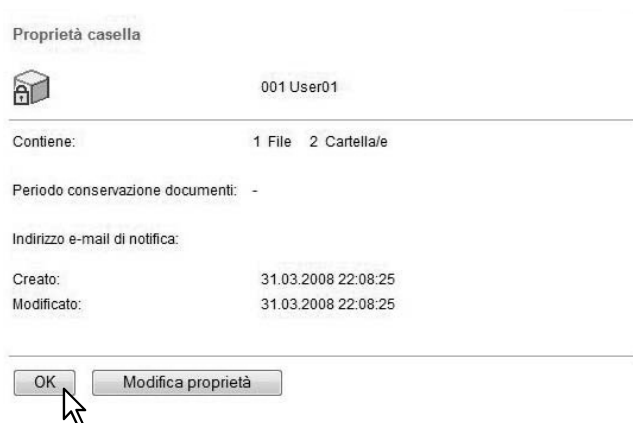 Proprietà casella
001 User01
Contiene: 1 File 2 Cartella/e
Periodo conservazione documenti: -
Indirizzo e-mail di notifica:
Creato: 31.03.2008 22:08:25
Modificato: 31.03.2008 22:08:25
OK Modifica proprietà